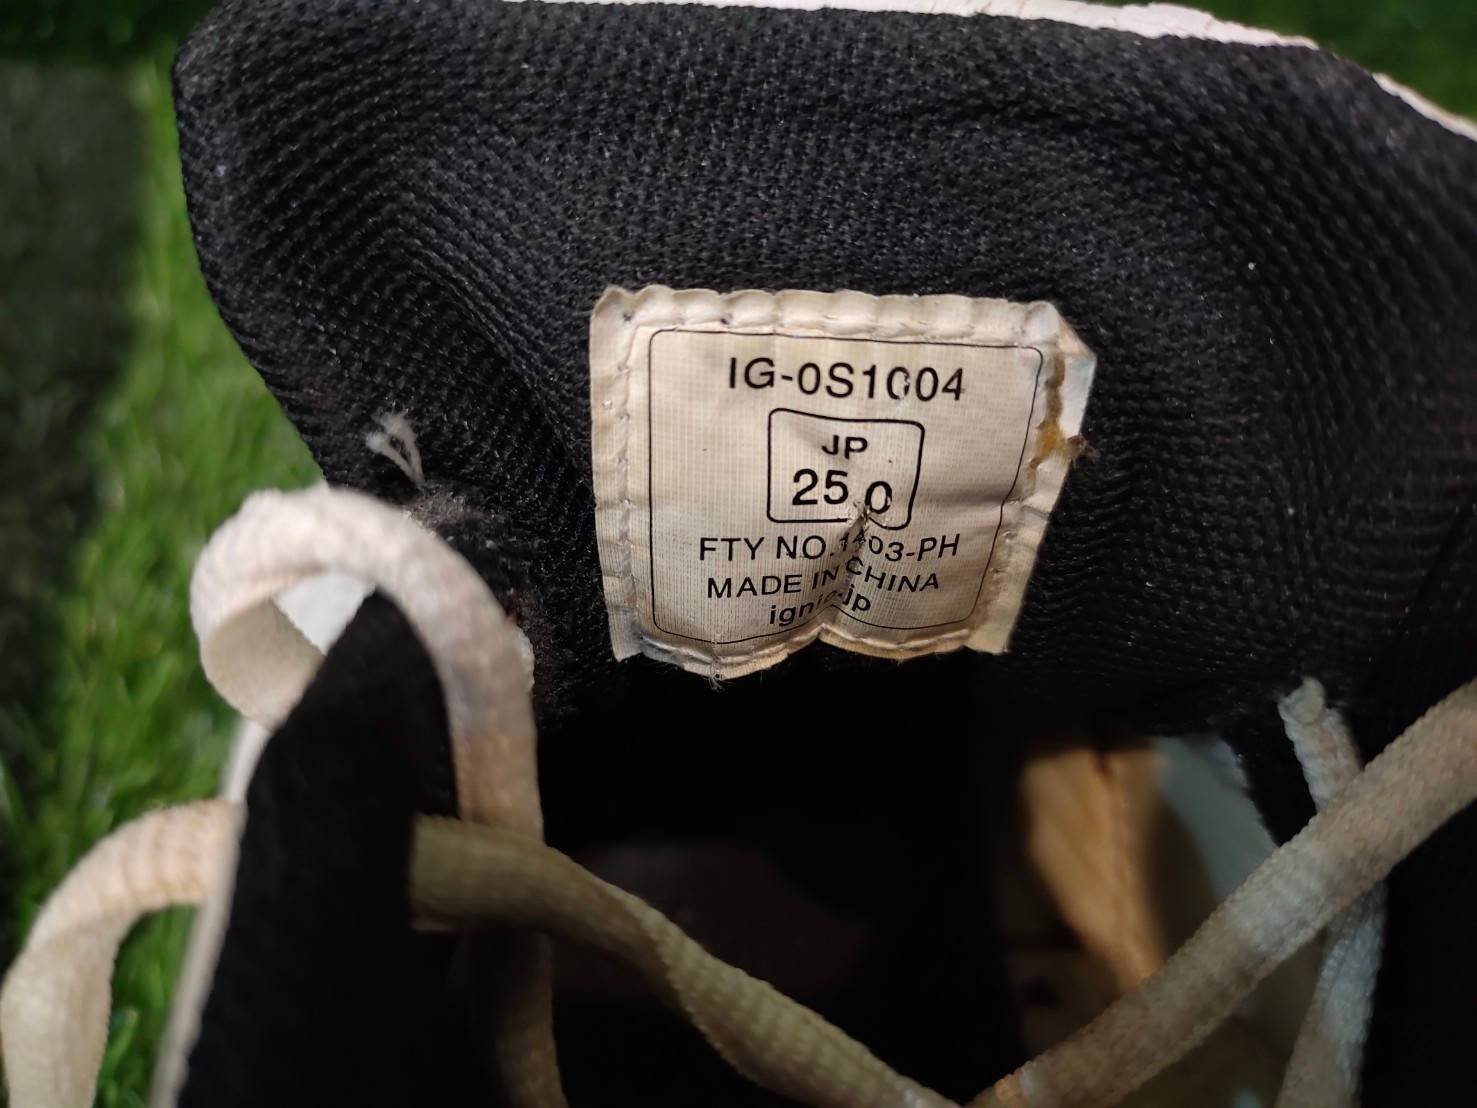 IG-0S1004
JP
25.0
FTY NO.1403-PH
MADE IN CHINA
ignio.jp